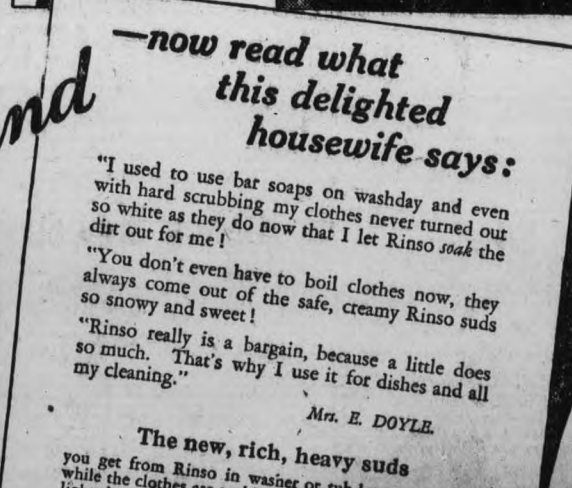 —now read what
this delighted
housewife says:
nd
"I used to use bar soaps on washday and even
with hard scrubbing my clothes never turned out
so white as they do now that I let Rinso soak the
dirt out for me!
"You don't even have to boil clothes now, they
always come out of the safe, creamy Rinso suds
so snowy and sweet!
"Rinso really is a bargain, because a little does
so much. That's why I use it for dishes and all
my cleaning."
Mrs. E. DOYLE.
The new, rich, heavy suds
you get from Rinso in washer or
while the clothes